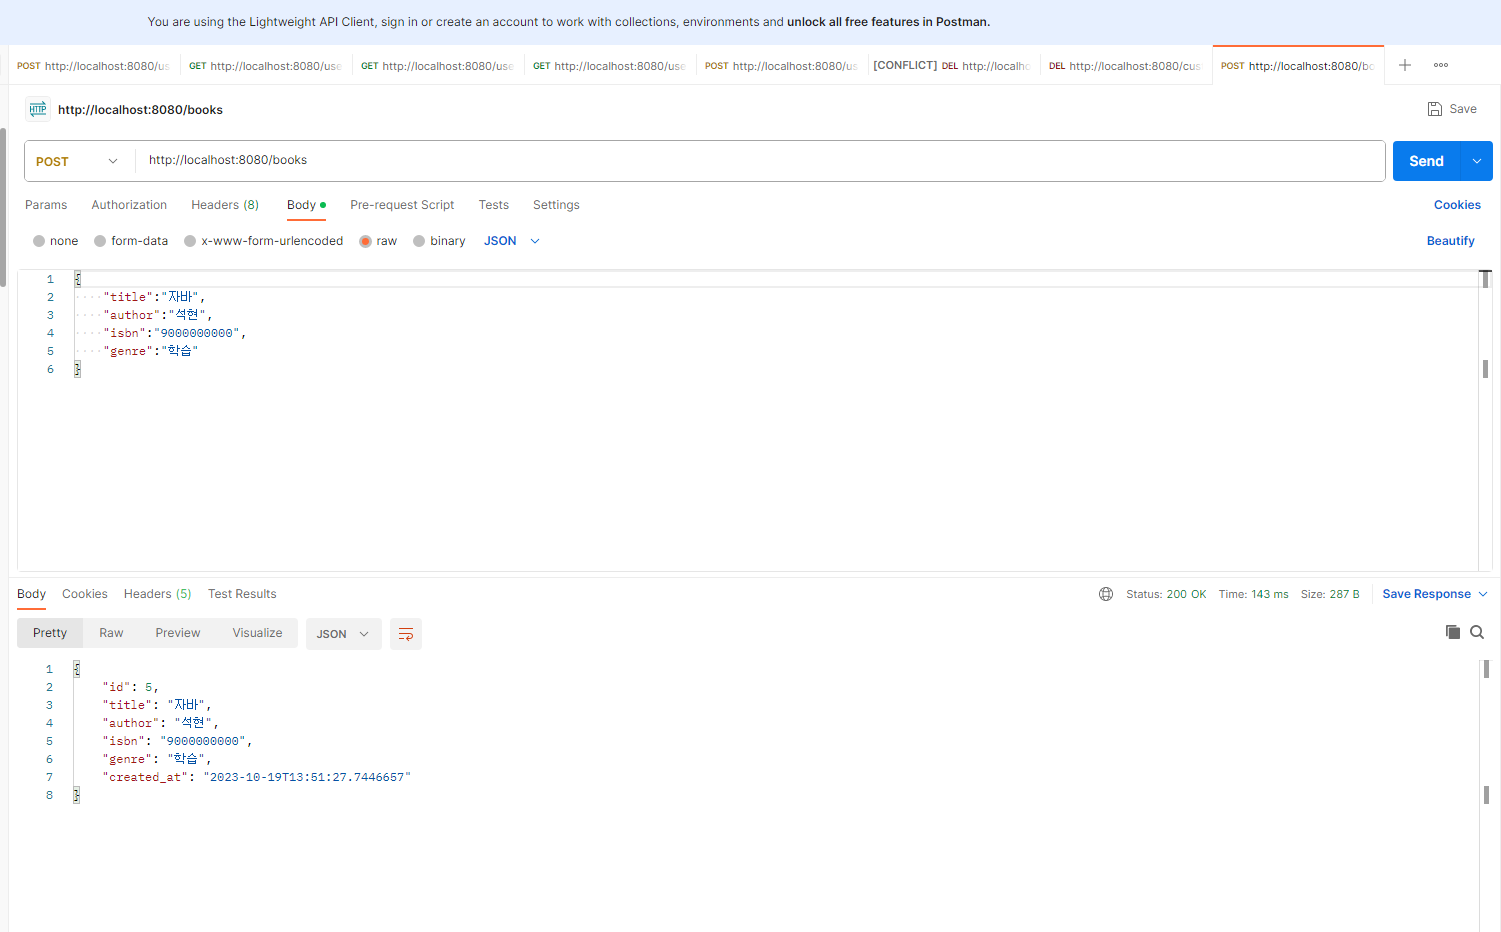 You are using the Lightweight API Client, sign in or create an account to work with collections, environments and unlock all free features in Postman.
POST http://localhost:8080/us GET http://localhost:8080/use GET http://localhost:8080/use GET http://localhost:8080/use POST http://localhost:8080/us [CONFLICT] DEL http://localho DEL http://localhost:8080/cus POST http://localhost:8080/bo
HTTP http://localhost:8080/books Save
POST http://localhost:8080/books Send
Params Authorization Headers (8) Body Pre-request Script Tests Settings Cookies
none form-data x-www-form-urlencoded raw binary JSON Beautify
1 {
2 "title":"자바",
3 "author":"석현",
4 "isbn":"9000000000",
5 "genre":"학습"
6 }
Body Cookies Headers (5) Test Results Status: 200 OK Time: 143 ms Size: 287 B Save Response
Pretty Raw Preview Visualize JSON
1 {
2 "id": 5,
3 "title": "자바",
4 "author": "석현",
5 "isbn": "9000000000",
6 "genre": "학습",
7 "created_at": "2023-10-19T13:51:27.7446657"
8 }